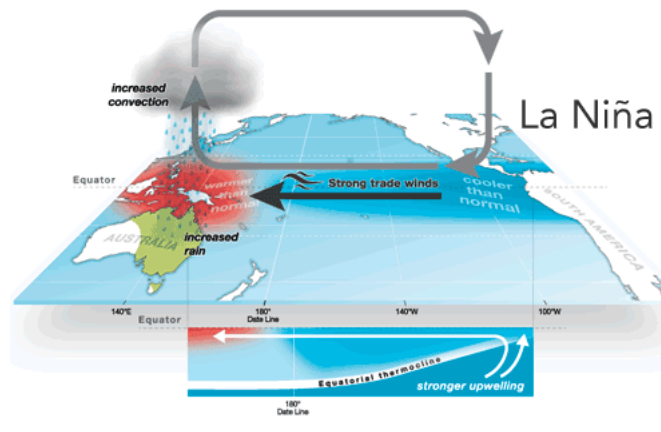 increased
convection
La Niña
Equator
warmer
than
normal
Strong trade winds
cooler
than
normal
AUSTRALIA
increased
rain
SOUTH AMERICA
140°E
180°
Date Line
140°W
100°W
Equator
Equatorial thermocline
stronger upwelling
180°
Date Line